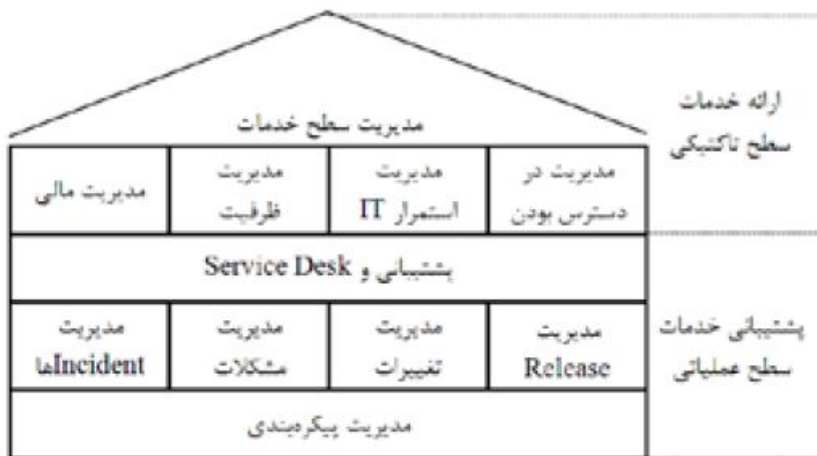 مدیریت سطح خدمات
ارائه خدمات
سطح تاکتیکی
مدیریت در
دسترس بودن
مدیریت
استمرار IT
مدیریت
ظرفیت
مدیریت مالی
پشتیبانی و Service Desk
پشتیبانی خدمات
سطح عملیاتی
مدیریت
Release
مدیریت
تغییرات
مدیریت
مشکلات
مدیریت
Incidentها
مدیریت پیکره‌بندی